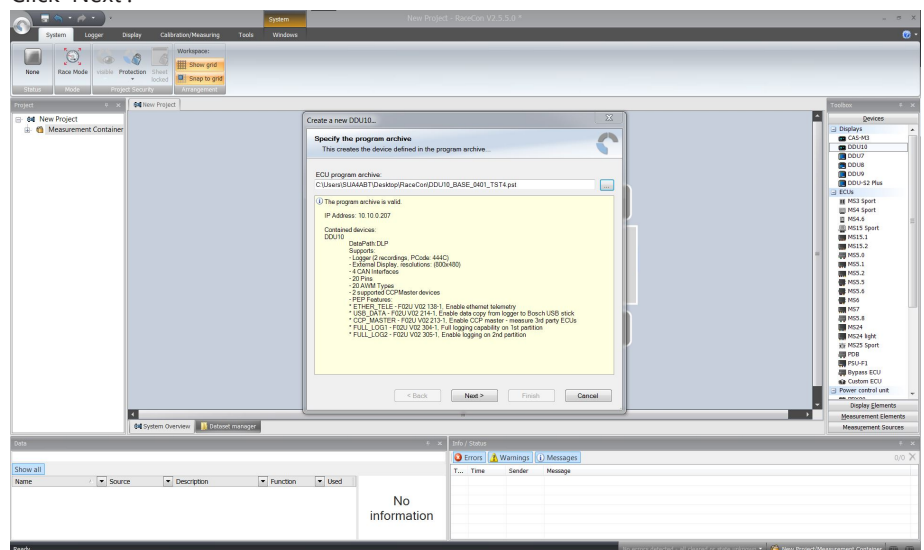 Click 'Next'.
System
New Project - RaceCon V2.5.5.0 *
System Logger Display Calibration/Measuring Tools Windows
Workspace:
Show grid
Snap to grid
None Race Mode visible Protection Sheet locked
Status Mode Project Security Arrangement
Project
New Project
Measurement Container
New Project
Create a new DDU10...
Specify the program archive
This creates the device defined in the program archive...
ECU program archive:
C:\Users\SUA4ABT\Desktop\RaceCon\DDU10_BASE_0401_TST4.pst
The program archive is valid.
IP Address: 10.10.0.207
Contained devices:
DDU10
DataPath:DLP
Supports:
- Logger (2 recordings, PCode: 444C)
- External Display, resolutions: (800x480)
- 4 CAN Interfaces
- 20 Pins
- 20 AWM Types
- 2 supported CCPMaster devices
- PEP Features:
* ETHER_TELE - F02U V02 138-1, Enable ethernet telemetry
* USB_DATA - F02U V02 214-1, Enable data copy from logger to Bosch USB stick
* CCP_MASTER - F02U V02 213-1, Enable CCP master - measure 3rd party ECUs
* FULL_LOG1 - F02U V02 304-1, Full logging capability on 1st partition
* FULL_LOG2 - F02U V02 305-1, Enable logging on 2nd partition
< Back Next > Finish Cancel
Toolbox
Devices
Displays
CAS-M3
DDU10
DDU7
DDU8
DDU9
DDU-S2 Plus
ECUs
MS3 Sport
MS4 Sport
MS4.6
MS15 Sport
MS15.1
MS15.2
MS5.0
MS5.1
MS5.2
MS5.5
MS5.6
MS6
MS7
MS5.8
MS24
MS24 light
MS25 Sport
PDB
PSU-F1
Bypass ECU
Custom ECU
Power control unit
Display Elements
Measurement Elements
Measurement Sources
System Overview Dataset manager
Data
Show all
Name Source Description Function Used
No
information
Info / Status
Errors Warnings Messages 0/0
T... Time Sender Message
Ready
New Project/Measurement Container